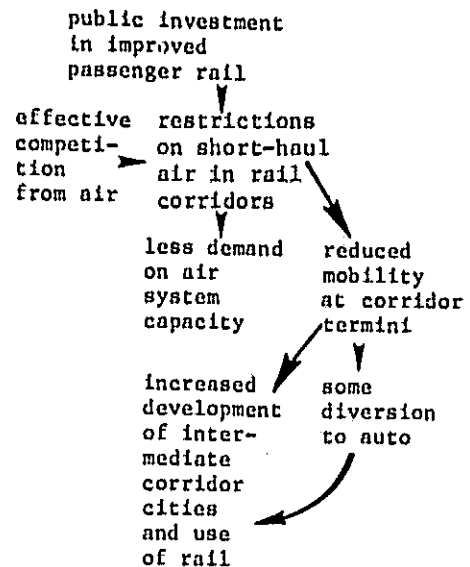 public investment
in improved
passenger rail
effective
competi-
tion
from air
restrictions
on short-haul
air in rail
corridors
less demand
on air
system
capacity
reduced
mobility
at corridor
termini
increased
development
of inter-
mediate
corridor
cities
and use
of rail
some
diversion
to auto